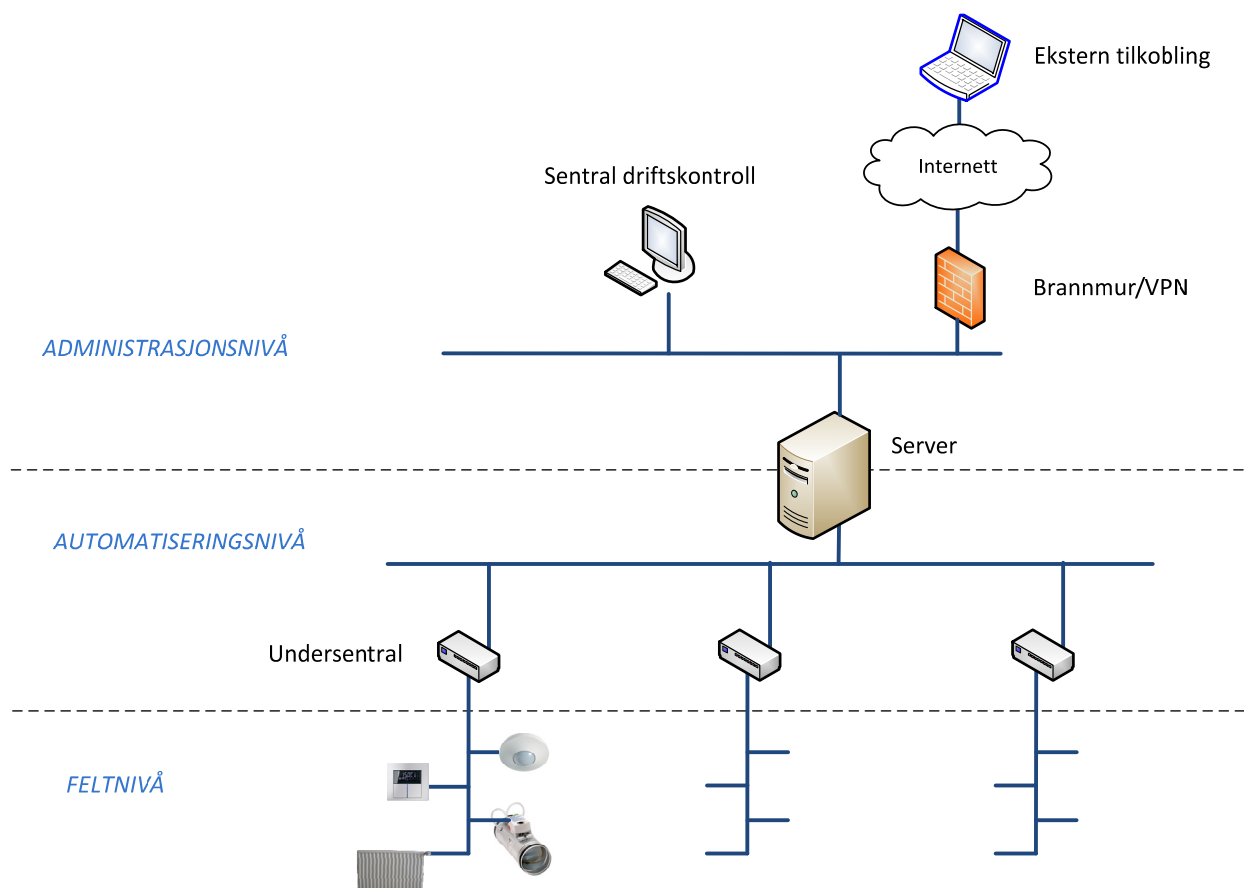 Ekstern tilkobling
Internett
Sentral driftskontroll
Brannmur/VPN
ADMINISTRASJONSNIVÅ
Server
AUTOMATISERINGSNIVÅ
Undersentral
FELTNIVÅ